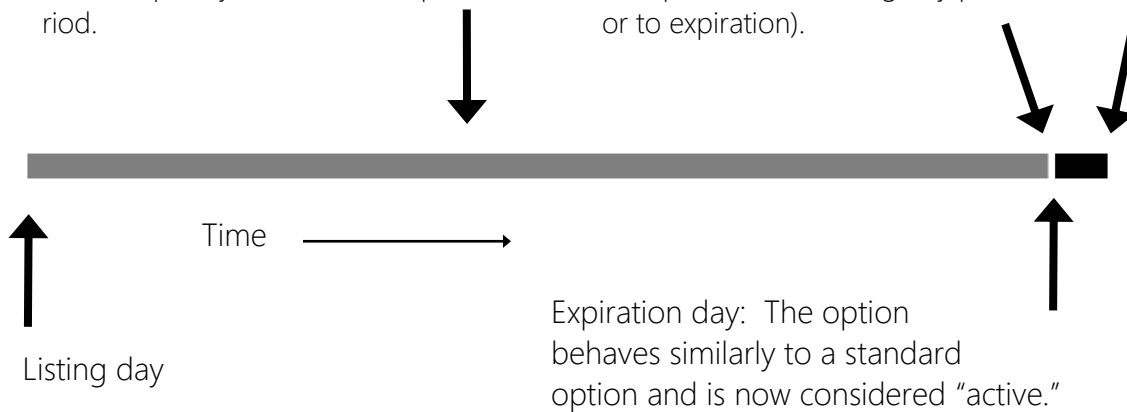 riod.
or to expiration).
Time
Listing day
Expiration day: The option
behaves similarly to a standard
option and is now considered “active.”